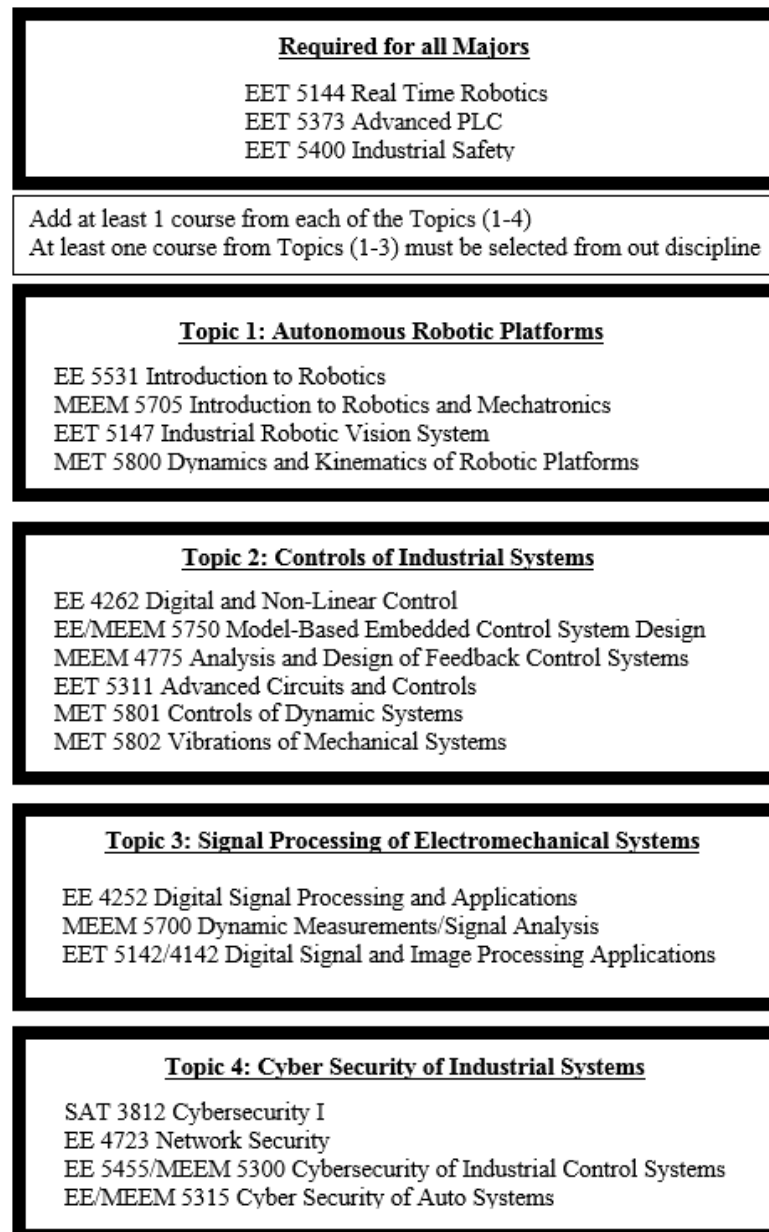 Required for all Majors
EET 5144 Real Time Robotics
EET 5373 Advanced PLC
EET 5400 Industrial Safety
Add at least 1 course from each of the Topics (1-4)
At least one course from Topics (1-3) must be selected from out discipline
Topic 1: Autonomous Robotic Platforms
EE 5531 Introduction to Robotics
MEEM 5705 Introduction to Robotics and Mechatronics
EET 5147 Industrial Robotic Vision System
MET 5800 Dynamics and Kinematics of Robotic Platforms
Topic 2: Controls of Industrial Systems
EE 4262 Digital and Non-Linear Control
EE/MEEM 5750 Model-Based Embedded Control System Design
MEEM 4775 Analysis and Design of Feedback Control Systems
EET 5311 Advanced Circuits and Controls
MET 5801 Controls of Dynamic Systems
MET 5802 Vibrations of Mechanical Systems
Topic 3: Signal Processing of Electromechanical Systems
EE 4252 Digital Signal Processing and Applications
MEEM 5700 Dynamic Measurements/Signal Analysis
EET 5142/4142 Digital Signal and Image Processing Applications
Topic 4: Cyber Security of Industrial Systems
SAT 3812 Cybersecurity I
EE 4723 Network Security
EE 5455/MEEM 5300 Cybersecurity of Industrial Control Systems
EE/MEEM 5315 Cyber Security of Auto Systems